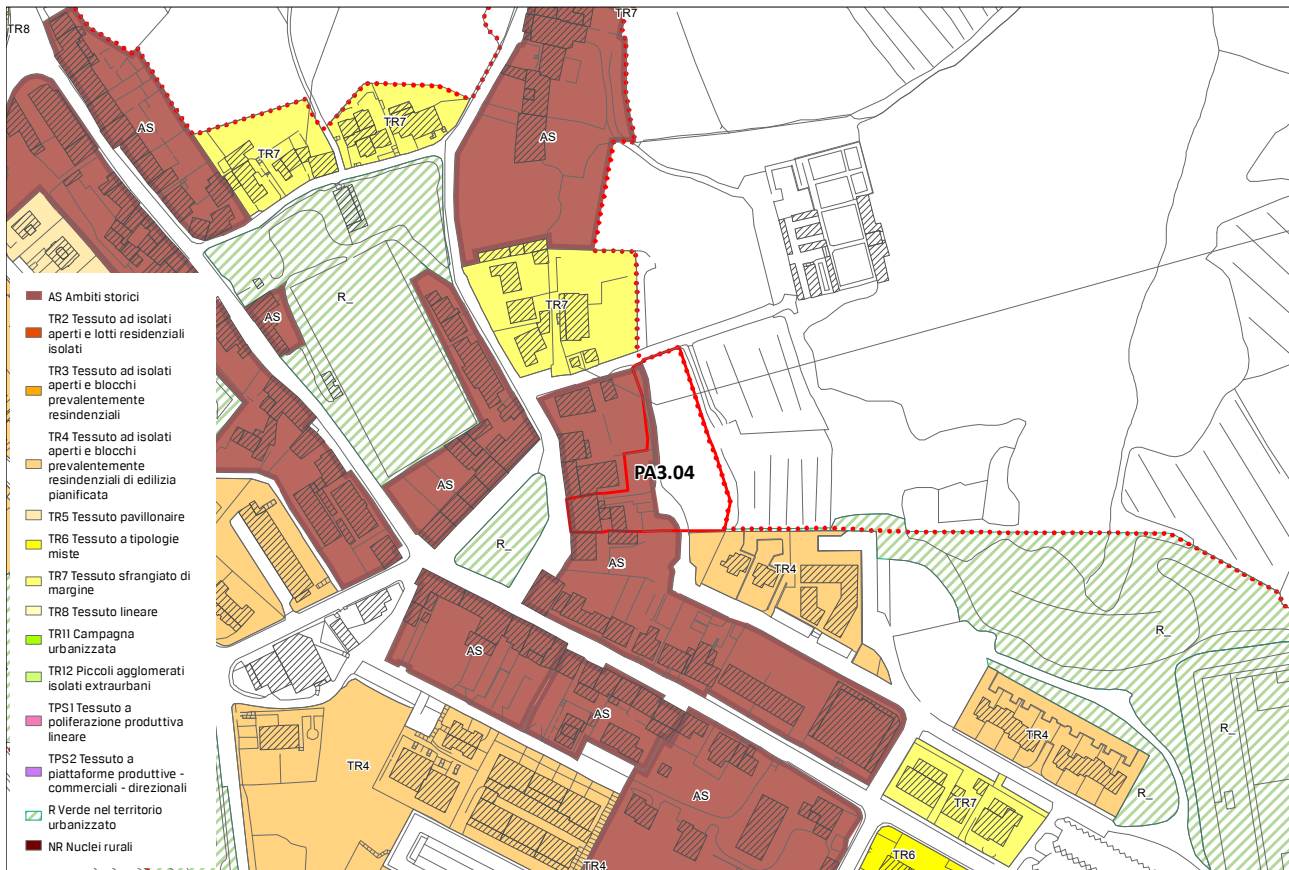 TR8
TR7
AS
TR7
TR7
AS
R_
TR7
AS
PA3.04
AS
R_
AS
TR4
R_
AS
AS
TR4
R_
TR4
AS
TR7
R_
TR4
TR6
AS Ambiti storici
TR2 Tessuto ad isolati
aperti e lotti residenziali
isolati
TR3 Tessuto ad isolati
aperti e blocchi
prevalentemente
resindenziali
TR4 Tessuto ad isolati
aperti e blocchi
prevalentemente
residenziali di edilizia
pianificata
TR5 Tessuto pavillonaire
TR6 Tessuto a tipologie
miste
TR7 Tessuto sfrangiato di
margine
TR8 Tessuto lineare
TR11 Campagna
urbanizzata
TR12 Piccoli agglomerati
isolati extraurbani
TPS1 Tessuto a
poliferazione produttiva
lineare
TPS2 Tessuto a
piattaforme produttive -
commerciali - direzionali
R Verde nel territorio
urbanizzato
NR Nuclei rurali